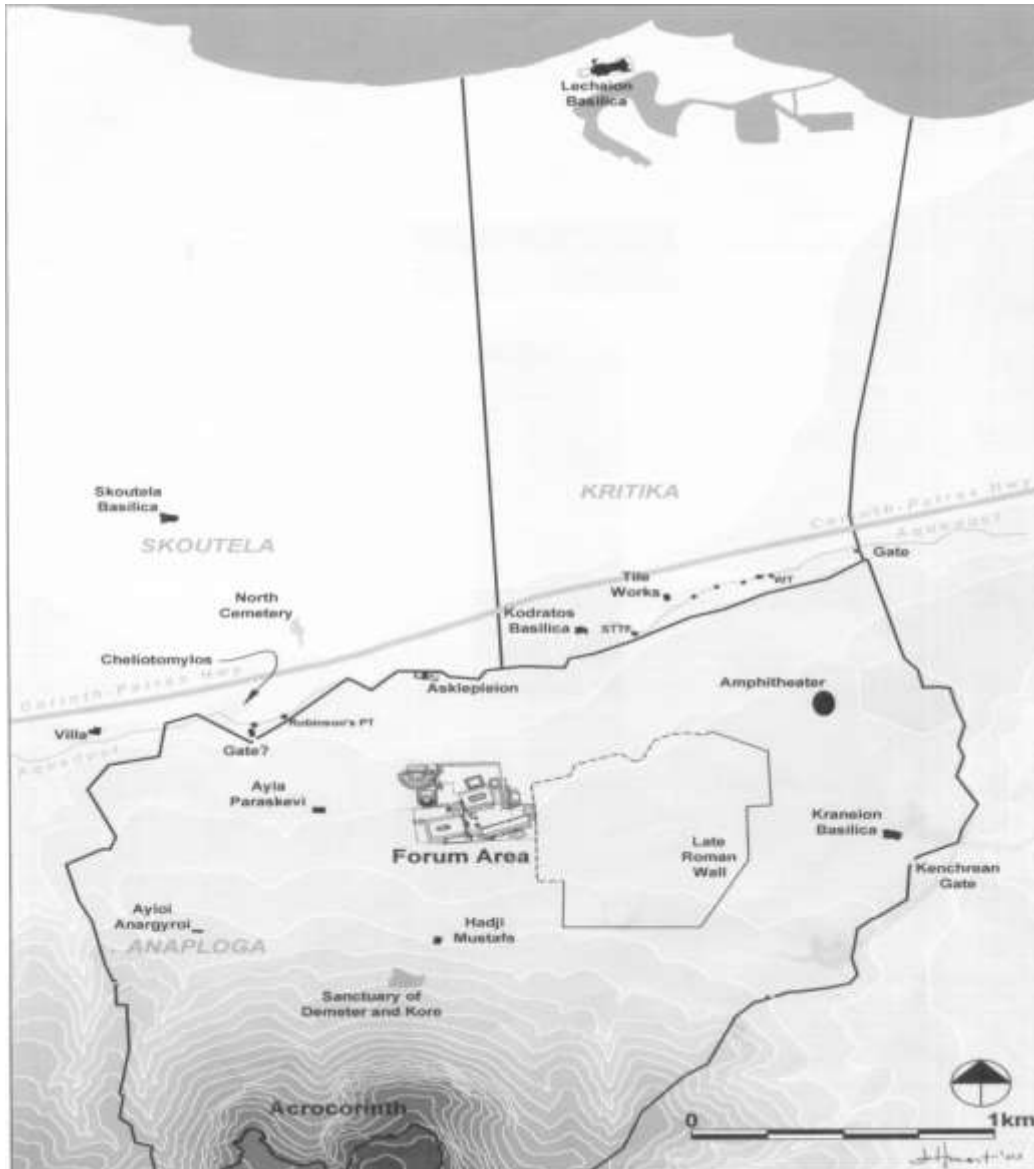 Lechaion
Basilica
KRITIKA
Skoutela
Basilica
SKOUTELA
Corinth-Patras Hwy
Aqueduct
Gate
Tile
Works
WT
North
Cemetery
Kodratos
Basilica
STTF
Cheliotomylos
Asklepieion
Amphitheater
Corinth-Patras Hwy
Robinson's PT
Villa
Gate?
Aqueduct
Ayia
Paraskevi
Kraneion
Basilica
Forum Area
Late
Roman
Wall
Kenchrean
Gate
Ayioi
Anargyroi
ANAPLOGA
Hadji
Mustafa
Sanctuary of
Demeter and Kore
Acrocorinth
0
1km